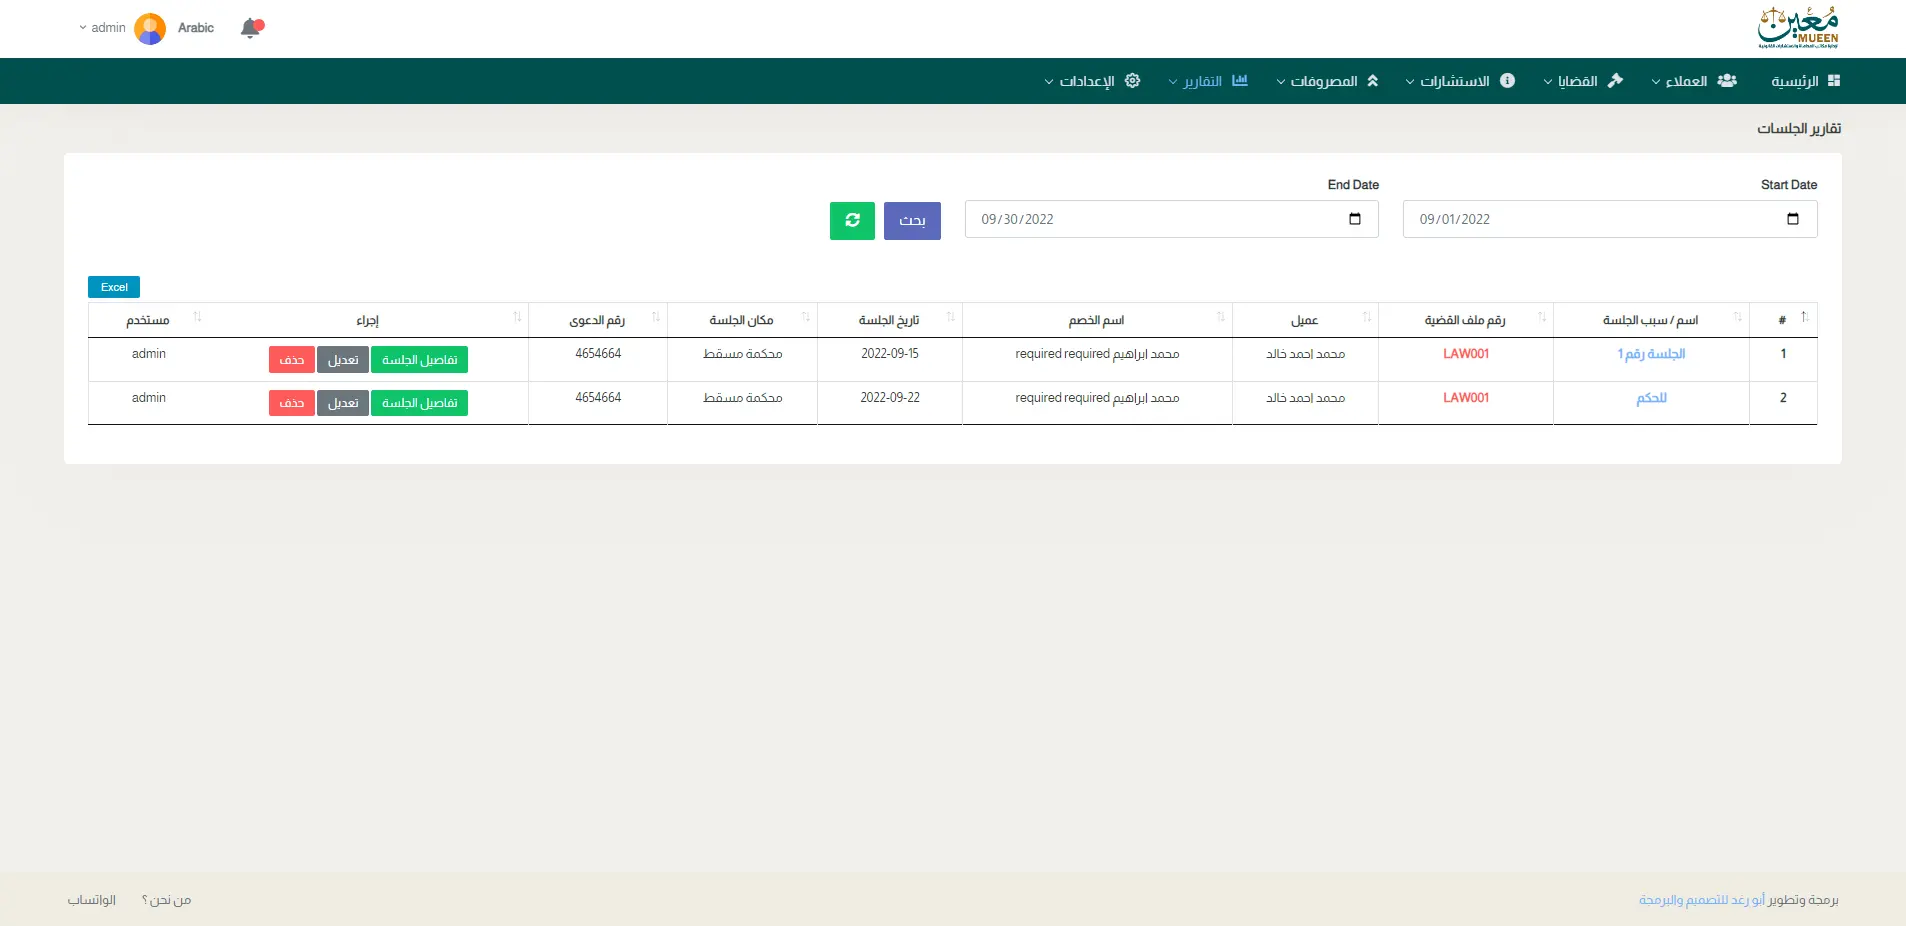 مُعين
MUEEN
Arabic
admin
الرئيسية
العملاء
القضايا
الاستشارات
المصروفات
التقارير
الإعدادات
تقارير الجلسات
Start Date
09/01/2022
End Date
09/30/2022
بحث
Excel
# اسم / سبب الجلسة رقم ملف القضية عميل اسم الخصم تاريخ الجلسة مكان الجلسة رقم الدعوى إجراء مستخدم
1 الجلسة رقم 1 LAW001 محمد احمد خالد محمد ابراهيم required required 2022-09-15 محكمة مسقط 4654664 تفاصيل الجلسة تعديل حذف admin
2 للحكم LAW001 محمد احمد خالد محمد ابراهيم required required 2022-09-22 محكمة مسقط 4654664 تفاصيل الجلسة تعديل حذف admin
برمجة وتطوير أبو رغد للتصميم والبرمجة
من نحن ؟
الواتساب